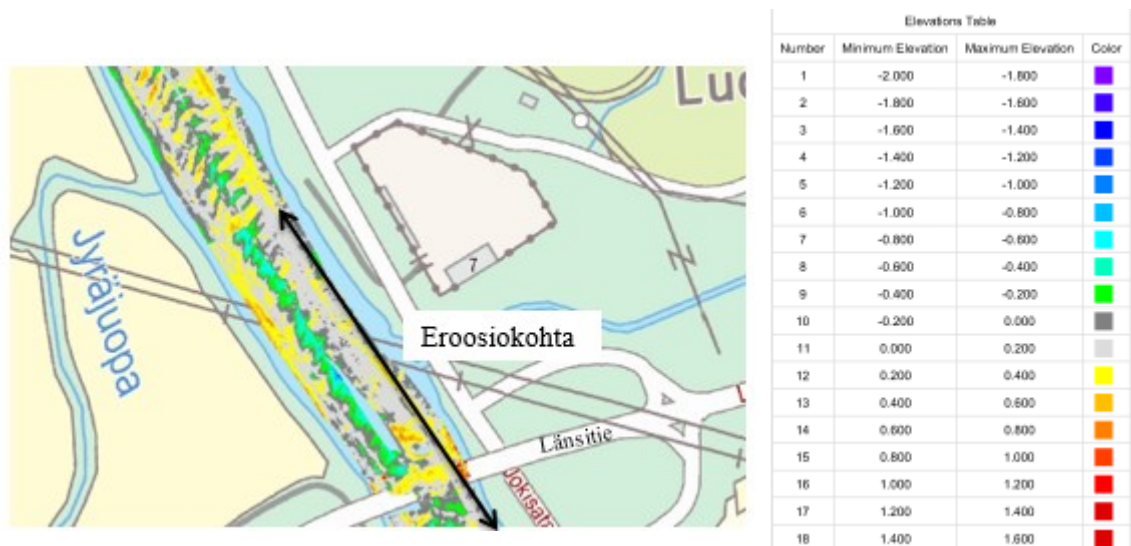 Luo
Jyräjuopa
7
Eroosiokohta
Länsitie
Jokisat
Elevations Table
Number Minimum Elevation Maximum Elevation Color
1 -2.000 -1.800
2 -1.800 -1.600
3 -1.600 -1.400
4 -1.400 -1.200
5 -1.200 -1.000
6 -1.000 -0.800
7 -0.800 -0.600
8 -0.600 -0.400
9 -0.400 -0.200
10 -0.200 0.000
11 0.000 0.200
12 0.200 0.400
13 0.400 0.600
14 0.600 0.800
15 0.800 1.000
16 1.000 1.200
17 1.200 1.400
18 1.400 1.600